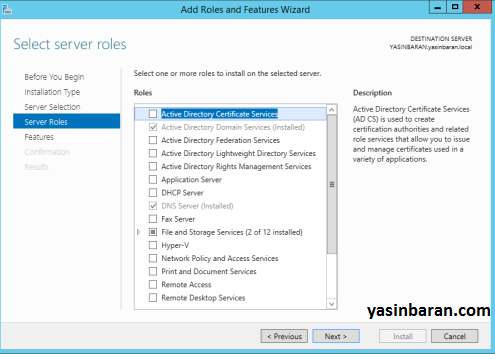 Add Roles and Features Wizard
Select server roles
DESTINATION SERVER
YASINBARAN.yasinbaran.local
Before You Begin
Installation Type
Server Selection
Server Roles
Features
Confirmation
Results
Select one or more roles to install on the selected server.
Roles
Active Directory Certificate Services
Active Directory Domain Services (Installed)
Active Directory Federation Services
Active Directory Lightweight Directory Services
Active Directory Rights Management Services
Application Server
DHCP Server
DNS Server (Installed)
Fax Server
File and Storage Services (2 of 12 installed)
Hyper-V
Network Policy and Access Services
Print and Document Services
Remote Access
Remote Desktop Services
Description
Active Directory Certificate Services
(AD CS) is used to create
certification authorities and related
role services that allow you to issue
and manage certificates used in a
variety of applications.
yasinbaran.com
< Previous
Next >
Install
Cancel